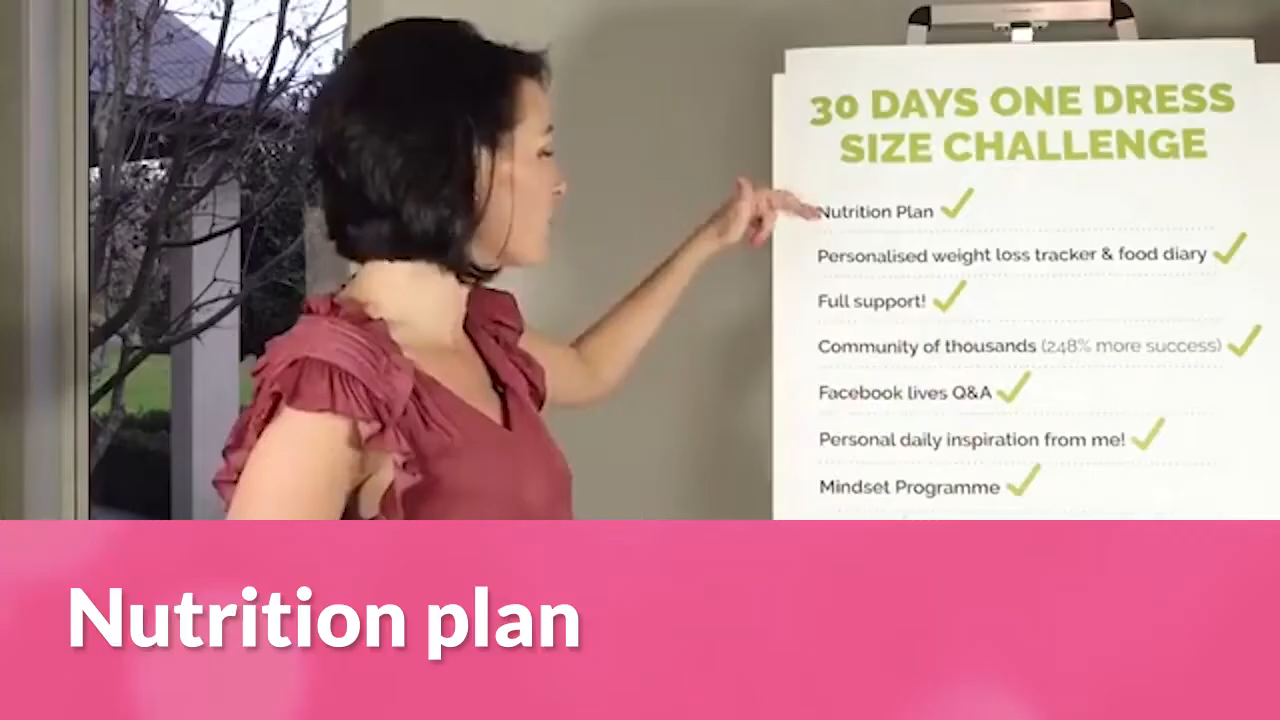 30 DAYS ONE DRESS
SIZE CHALLENGE
Nutrition Plan
Personalised weight loss tracker & food diary
Full support!
Community of thousands (248% more success)
Facebook lives Q&A
Personal daily inspiration from me!
Mindset Programme
Nutrition plan